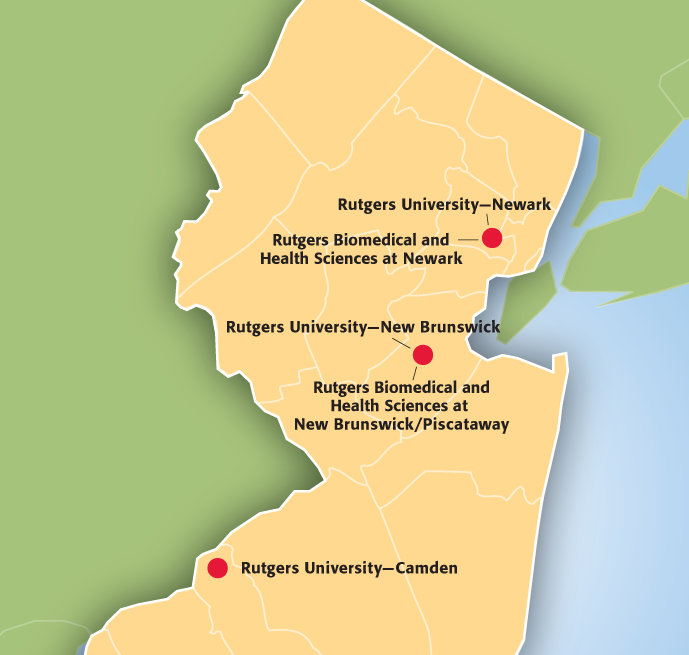 Rutgers University—Newark
Rutgers Biomedical and
Health Sciences at Newark
Rutgers University—New Brunswick
Rutgers Biomedical and
Health Sciences at
New Brunswick/Piscataway
Rutgers University—Camden